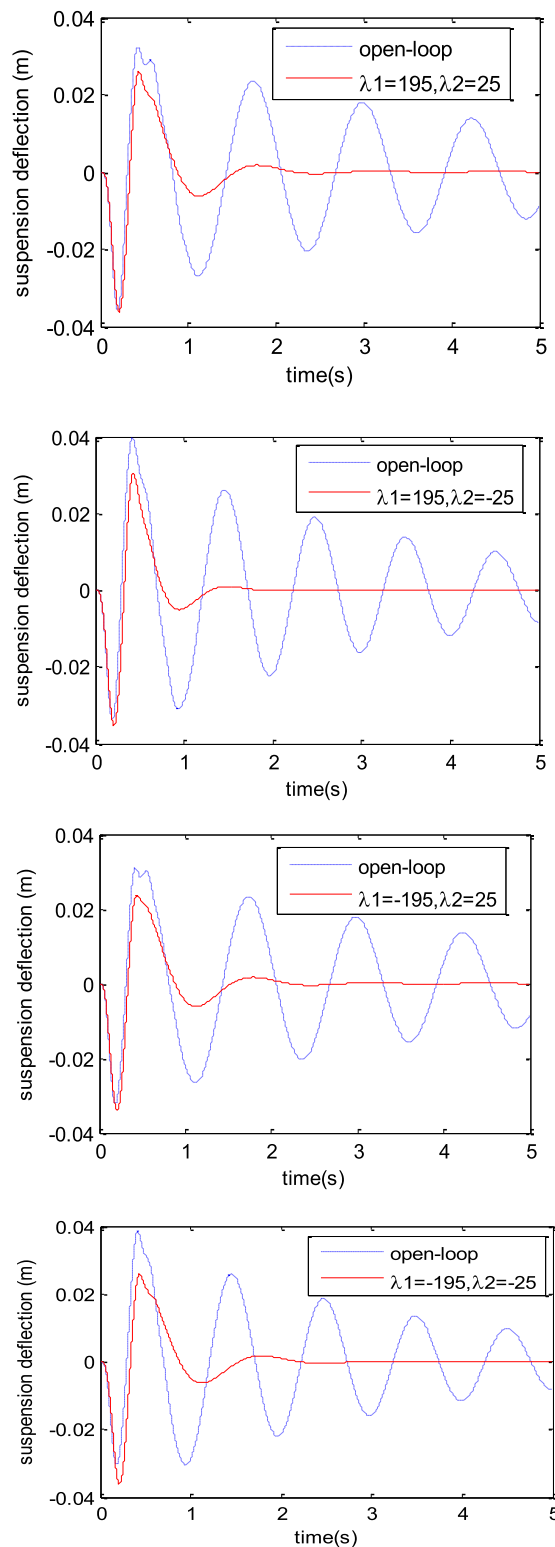 0.04
0.02
0
-0.02
-0.04
suspension deflection (m)
open-loop
λ1=195,λ2=25
0 1 2 3 4 5
time(s)
0.04
0.02
0
-0.02
-0.04
suspension deflection (m)
open-loop
λ1=195,λ2=-25
0 1 2 3 4 5
time(s)
0.04
0.02
0
-0.02
-0.04
suspension deflection (m)
open-loop
λ1=-195,λ2=25
0 1 2 3 4 5
time(s)
0.04
0.02
0
-0.02
-0.04
suspension deflection (m)
open-loop
λ1=-195,λ2=-25
0 1 2 3 4 5
time(s)